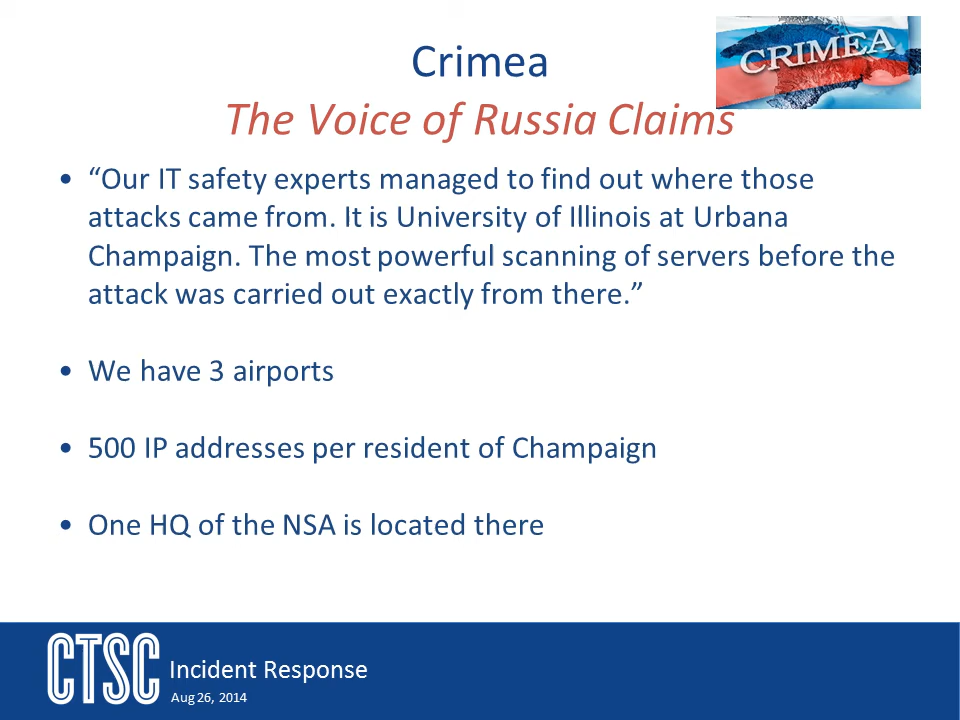 Crimea
CRIMEA
The Voice of Russia Claims
• “Our IT safety experts managed to find out where those
attacks came from. It is University of Illinois at Urbana
Champaign. The most powerful scanning of servers before the
attack was carried out exactly from there.”
• We have 3 airports
• 500 IP addresses per resident of Champaign
• One HQ of the NSA is located there
CTSC
Incident Response
Aug 26, 2014